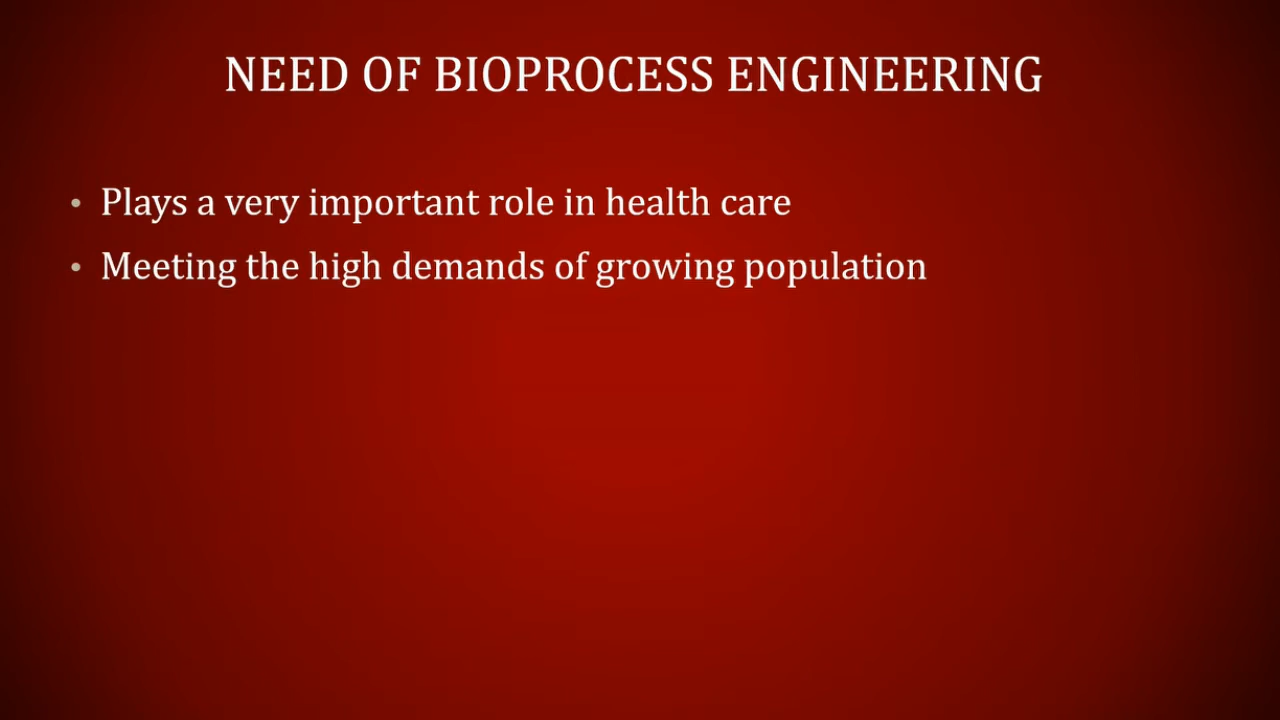 NEED OF BIOPROCESS ENGINEERING
• Plays a very important role in health care
• Meeting the high demands of growing population